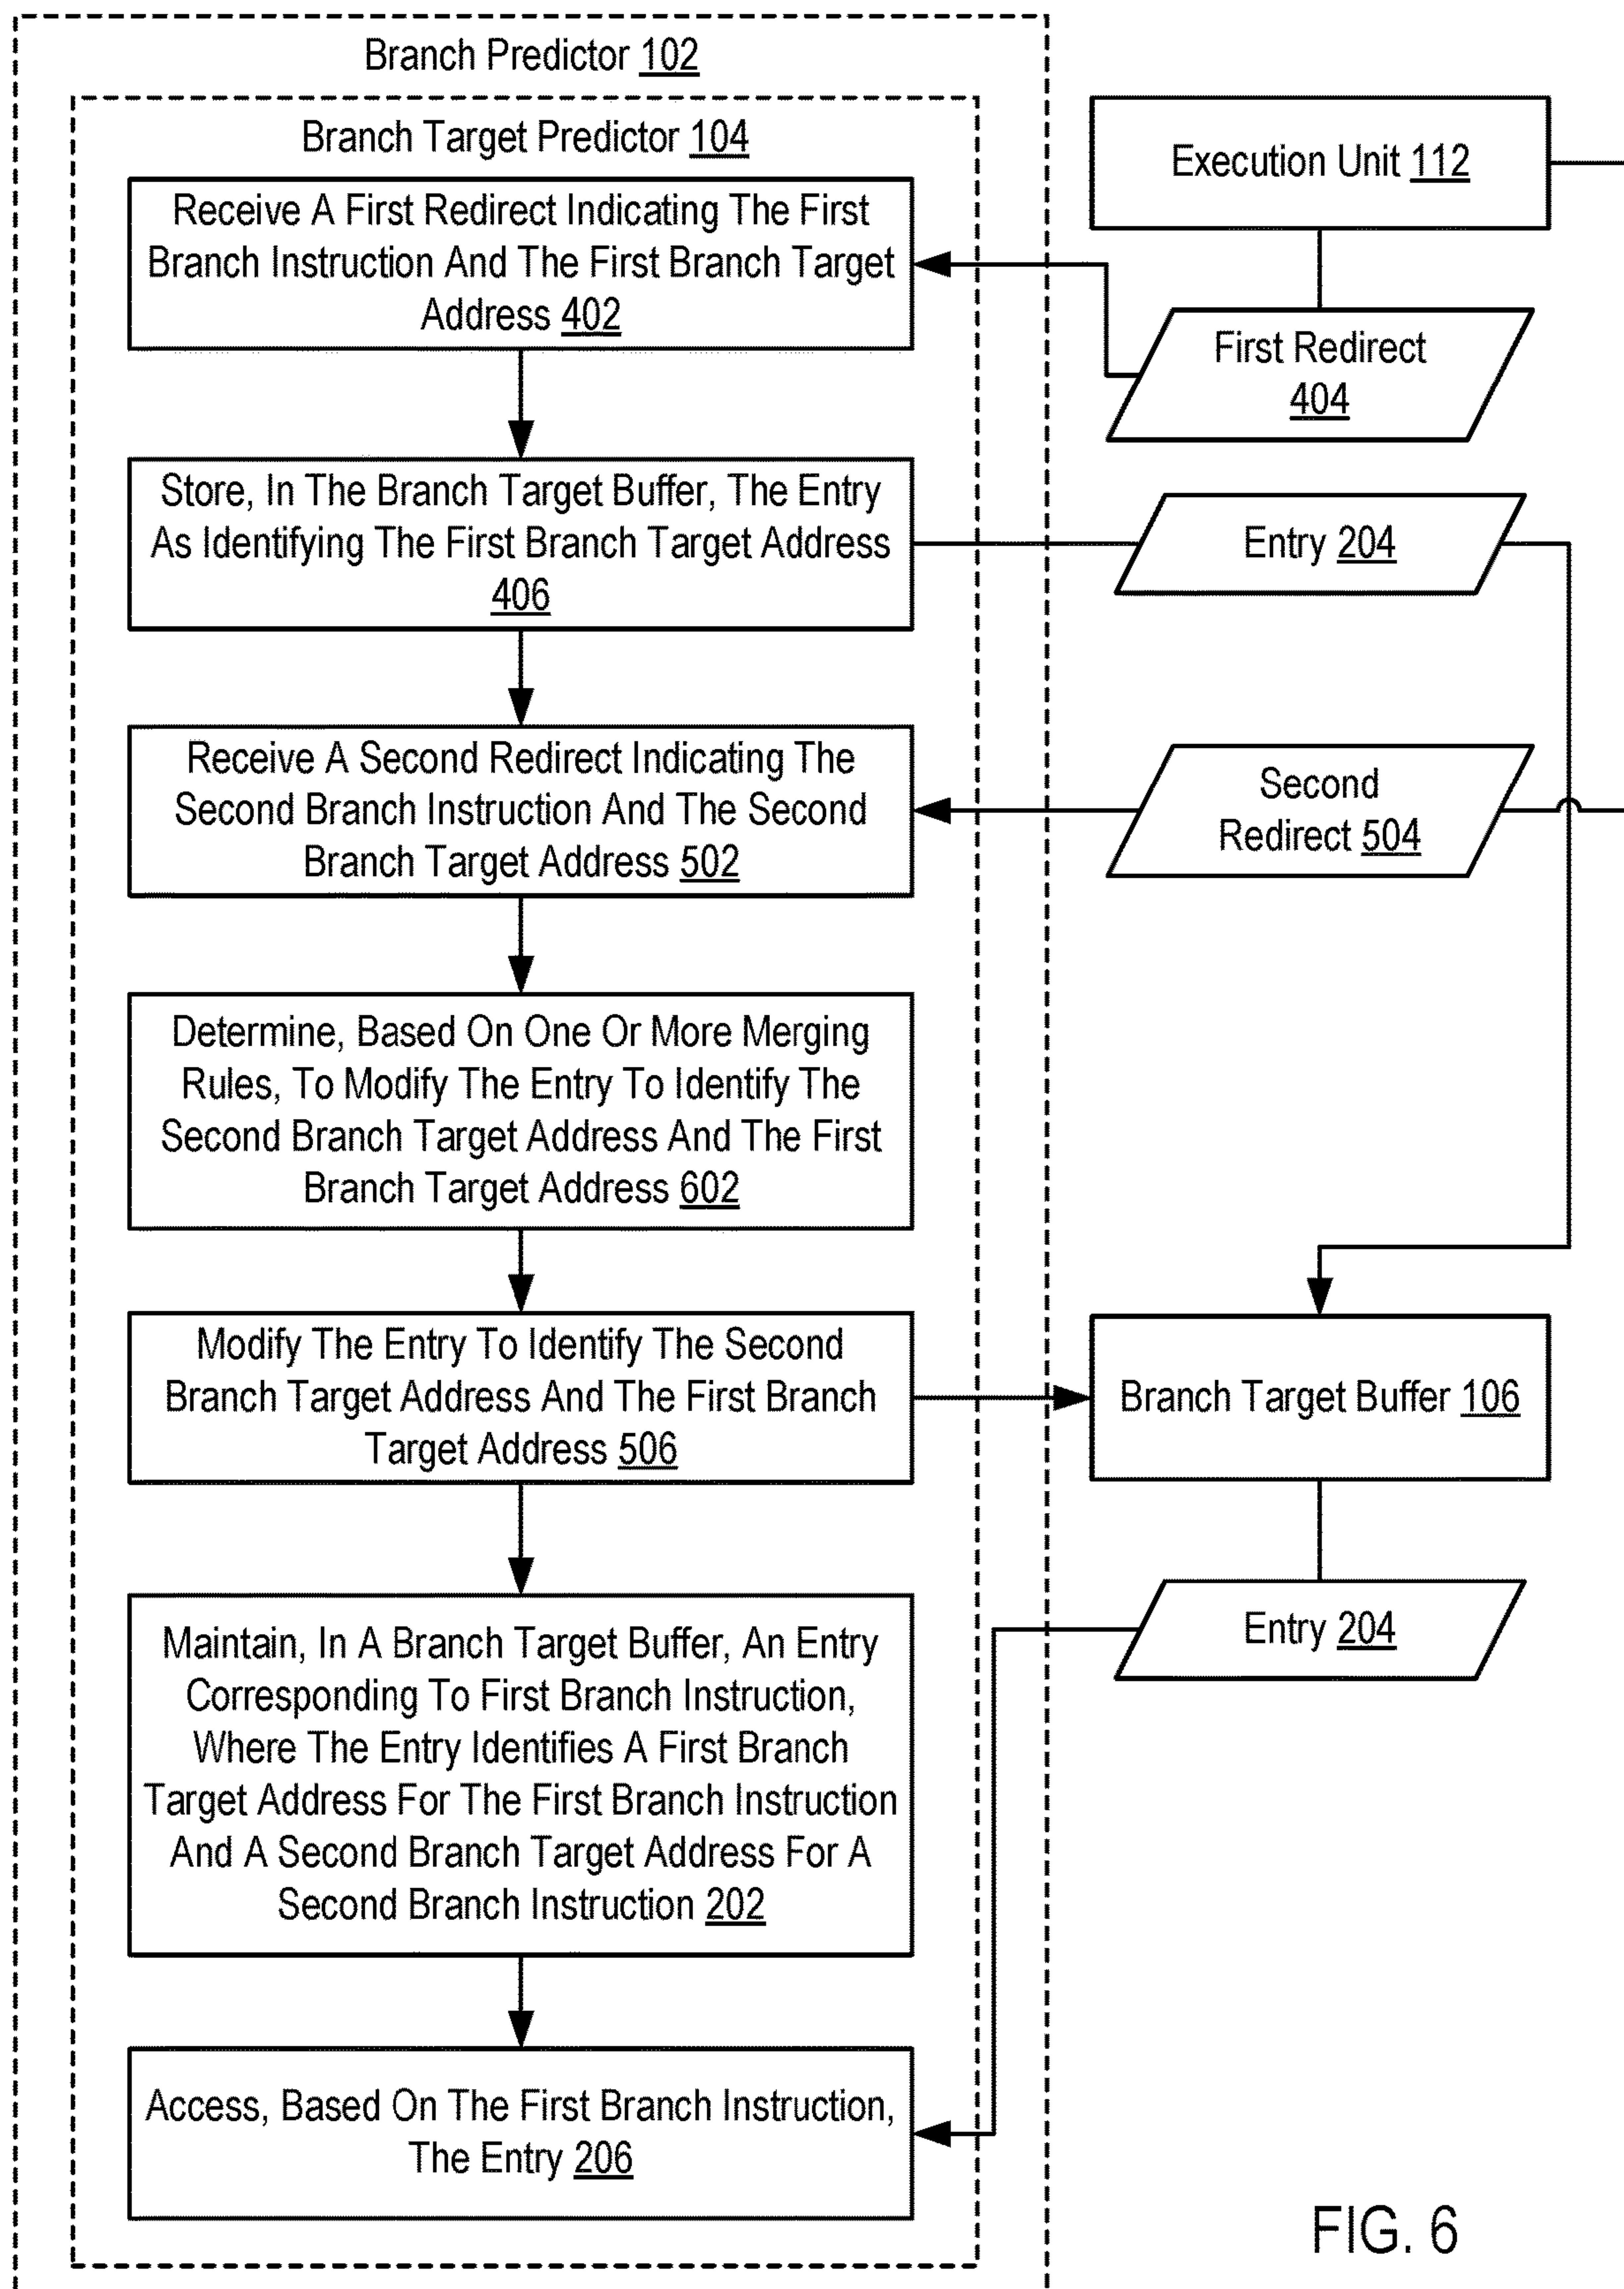 Branch Predictor 102
Branch Target Predictor 104
Receive A First Redirect Indicating The First
Branch Instruction And The First Branch Target
Address 402
Store, In The Branch Target Buffer, The Entry
As Identifying The First Branch Target Address
406
Receive A Second Redirect Indicating The
Second Branch Instruction And The Second
Branch Target Address 502
Determine, Based On One Or More Merging
Rules, To Modify The Entry To Identify The
Second Branch Target Address And The First
Branch Target Address 602
Modify The Entry To Identify The Second
Branch Target Address And The First Branch
Target Address 506
Maintain, In A Branch Target Buffer, An Entry
Corresponding To First Branch Instruction,
Where The Entry Identifies A First Branch
Target Address For The First Branch Instruction
And A Second Branch Target Address For A
Second Branch Instruction 202
Access, Based On The First Branch Instruction,
The Entry 206
Execution Unit 112
First Redirect
404
Entry 204
Second
Redirect 504
Branch Target Buffer 106
Entry 204
FIG. 6